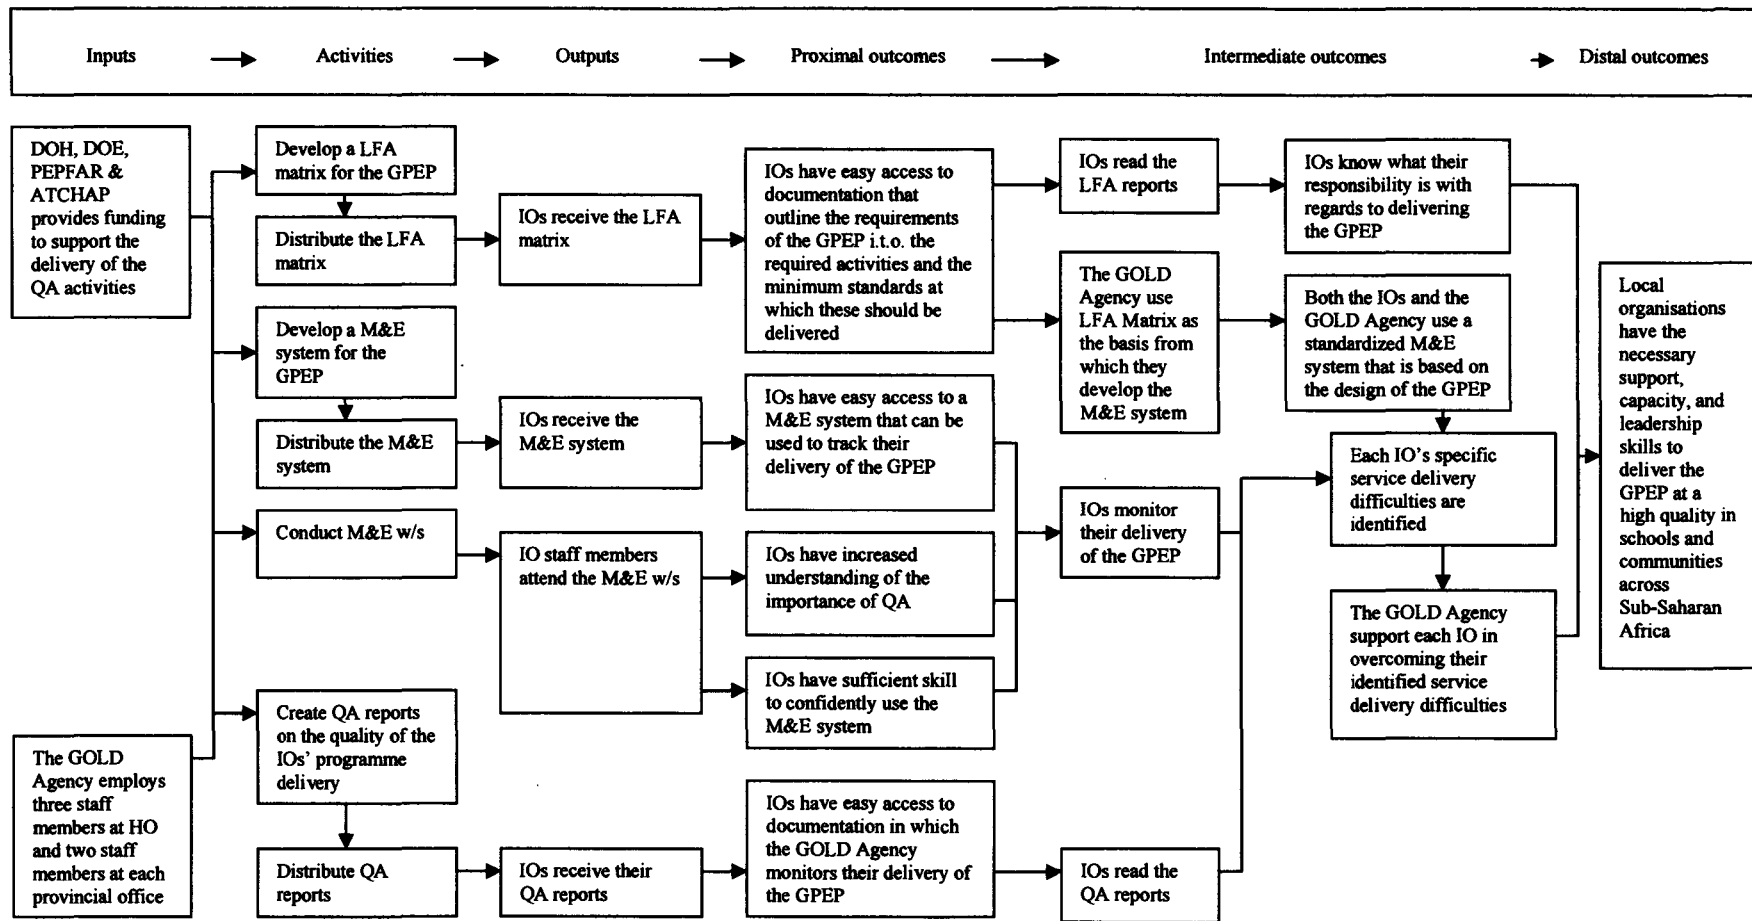 Inputs
Activities
Outputs
Proximal outcomes
Intermediate outcomes
Distal outcomes
DOH, DOE,
PEPFAR &
ATCHAP
provides funding
to support the
delivery of the
QA activities
The GOLD
Agency employs
three staff
members at HO
and two staff
members at each
provincial office
Develop a LFA
matrix for the GPEP
Distribute the LFA
matrix
Develop a M&E
system for the
GPEP
Distribute the M&E
system
Conduct M&E w/s
Create QA reports
on the quality of the
IOs' programme
delivery
Distribute QA
reports
IOs receive the LFA
matrix
IOs receive the
M&E system
IO staff members
attend the M&E w/s
IOs receive their
QA reports
IOs have easy access to
documentation that
outline the requirements
of the GPEP i.t.o. the
required activities and the
minimum standards at
which these should be
delivered
IOs have easy access to a
M&E system that can be
used to track their
delivery of the GPEP
IOs have increased
understanding of the
importance of QA
IOs have sufficient skill
to confidently use the
M&E system
IOs have easy access to
documentation in which
the GOLD Agency
monitors their delivery of
the GPEP
IOs read the
LFA reports
The GOLD
Agency use
LFA Matrix as
the basis from
which they
develop the
M&E system
IOs monitor
their delivery
of the GPEP
IOs read the
QA reports
IOs know what their
responsibility is with
regards to delivering
the GPEP
Both the IOs and the
GOLD Agency use a
standardized M&E
system that is based on
the design of the GPEP
Each IO's specific
service delivery
difficulties are
identified
The GOLD Agency
support each IO in
overcoming their
identified service
delivery difficulties
Local
organisations
have the
necessary
support,
capacity, and
leadership
skills to
deliver the
GPEP at a
high quality in
schools and
communities
across
Sub-Saharan
Africa